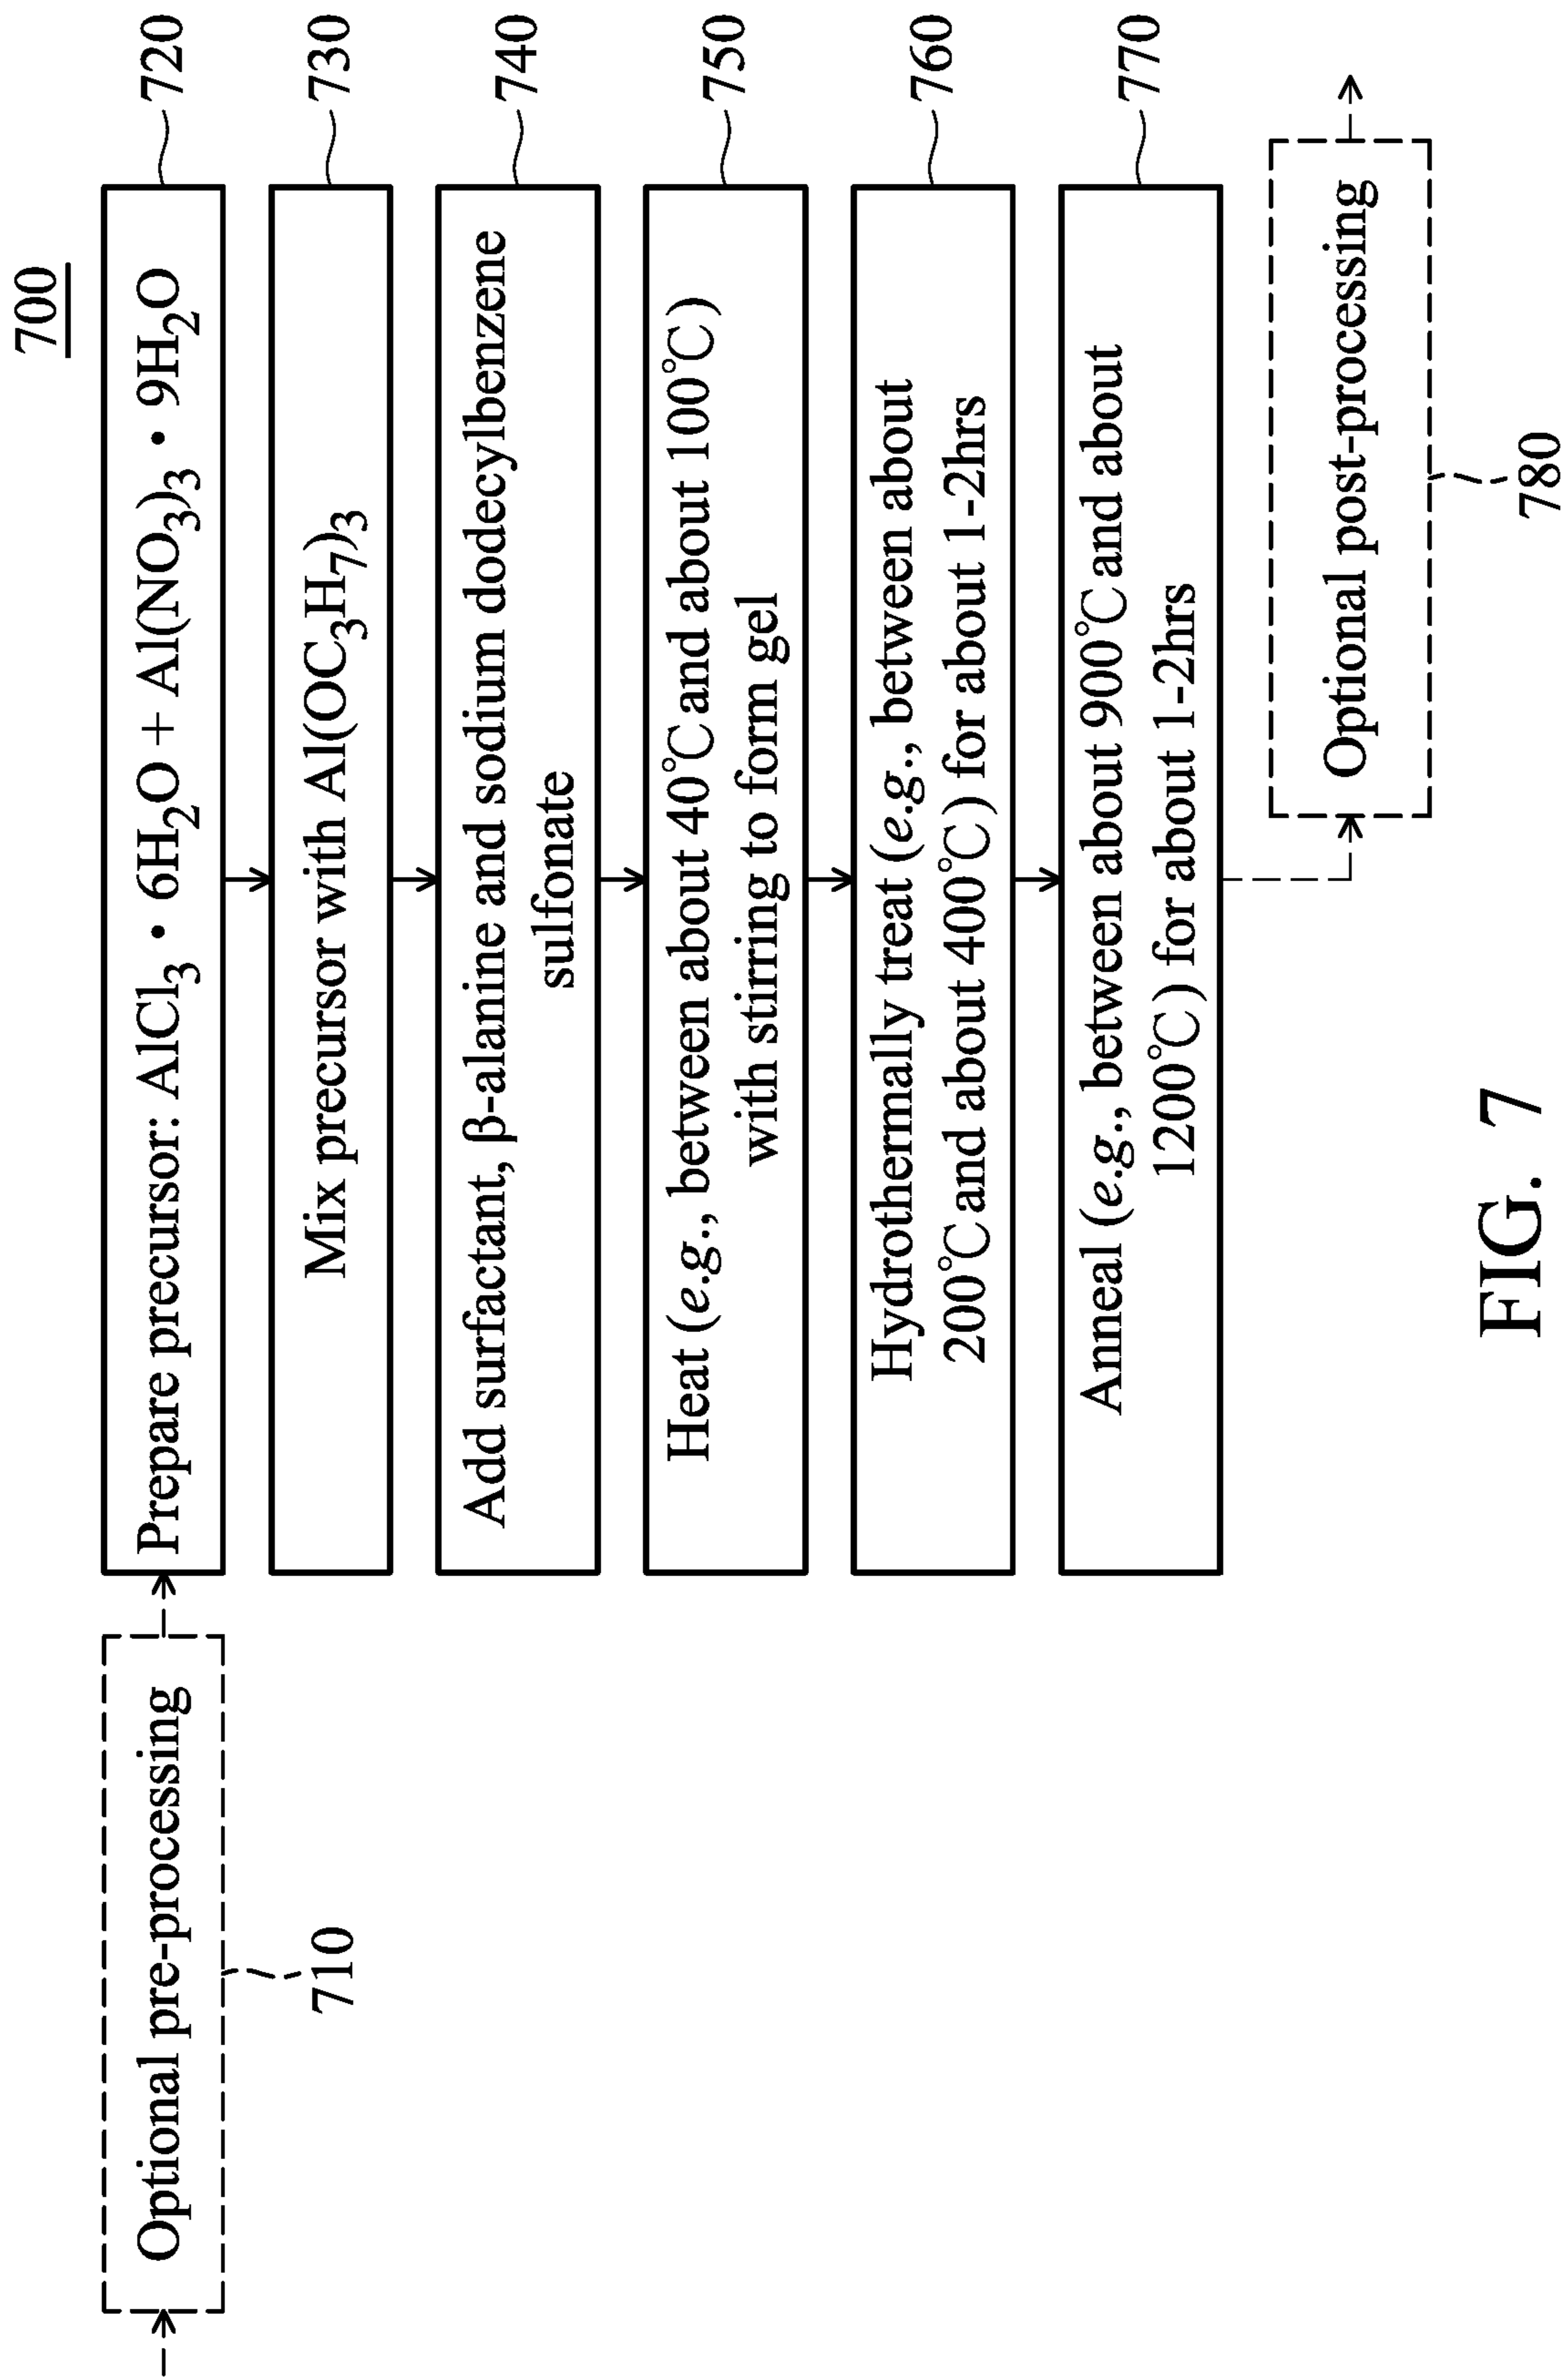 700
Optional pre-processing
710
Prepare precursor: AlCl₃ • 6H₂O + Al(NO₃)₃ • 9H₂O
720
Mix precursor with Al(OC₃H₇)₃
730
Add surfactant, β-alanine and sodium dodecylbenzene
sulfonate
740
Heat (e.g., between about 40℃ and about 100℃)
with stirring to form gel
750
Hydrothermally treat (e.g., between about
200℃ and about 400℃) for about 1-2hrs
760
Anneal (e.g., between about 900℃ and about
1200℃) for about 1-2hrs
770
Optional post-processing
780
FIG. 7